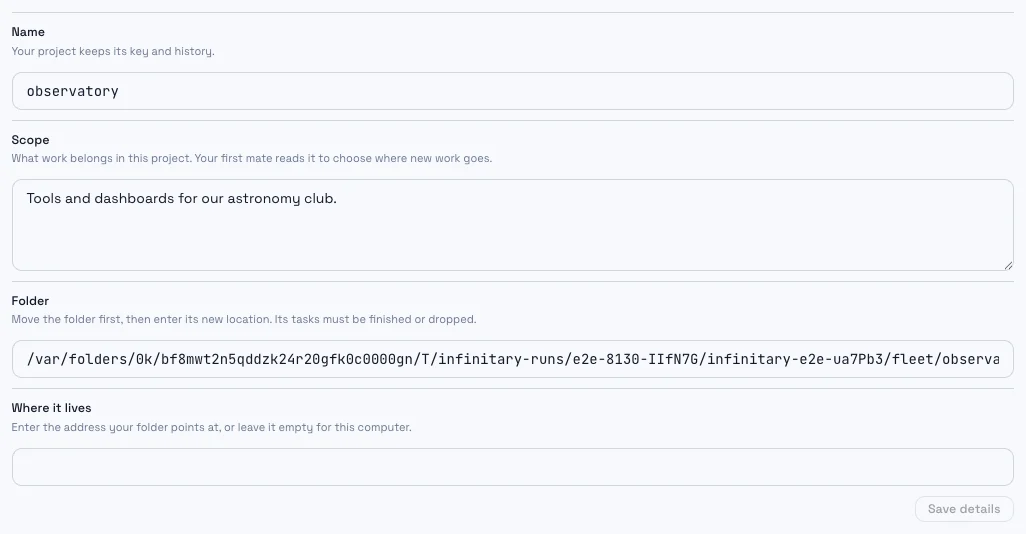 Name
Your project keeps its key and history.
observatory
Scope
What work belongs in this project. Your first mate reads it to choose where new work goes.
Tools and dashboards for our astronomy club.
Folder
Move the folder first, then enter its new location. Its tasks must be finished or dropped.
/var/folders/0k/bf8mwt2n5qddzk24r20gfk0c0000gn/T/infinitary-runs/e2e-8130-IIfN7G/infinitary-e2e-ua7Pb3/fleet/observa
Where it lives
Enter the address your folder points at, or leave it empty for this computer.
Save details